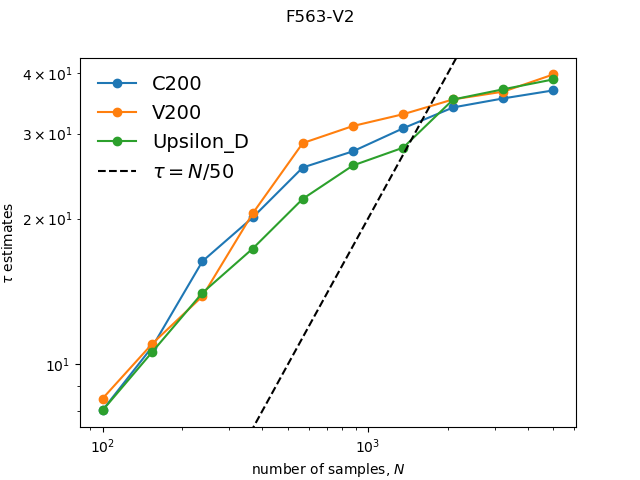 F563-V2
C200
V200
Upsilon_D
τ = N/50
4 × 10¹
3 × 10¹
2 × 10¹
10¹
τ estimates
10² 10³
number of samples, N